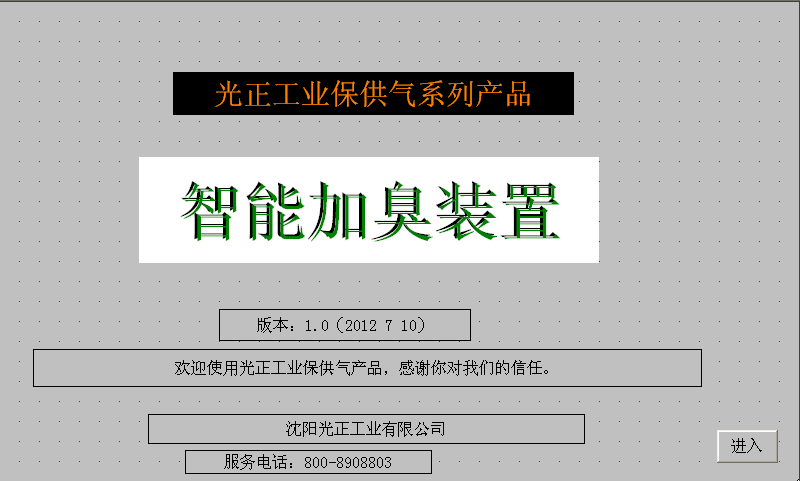 光正工业保供气系列产品
智能加臭装置
版本：1.0（2012 7 10）
欢迎使用光正工业保供气产品，感谢你对我们的信任。
沈阳光正工业有限公司
服务电话：800-8908803
进入